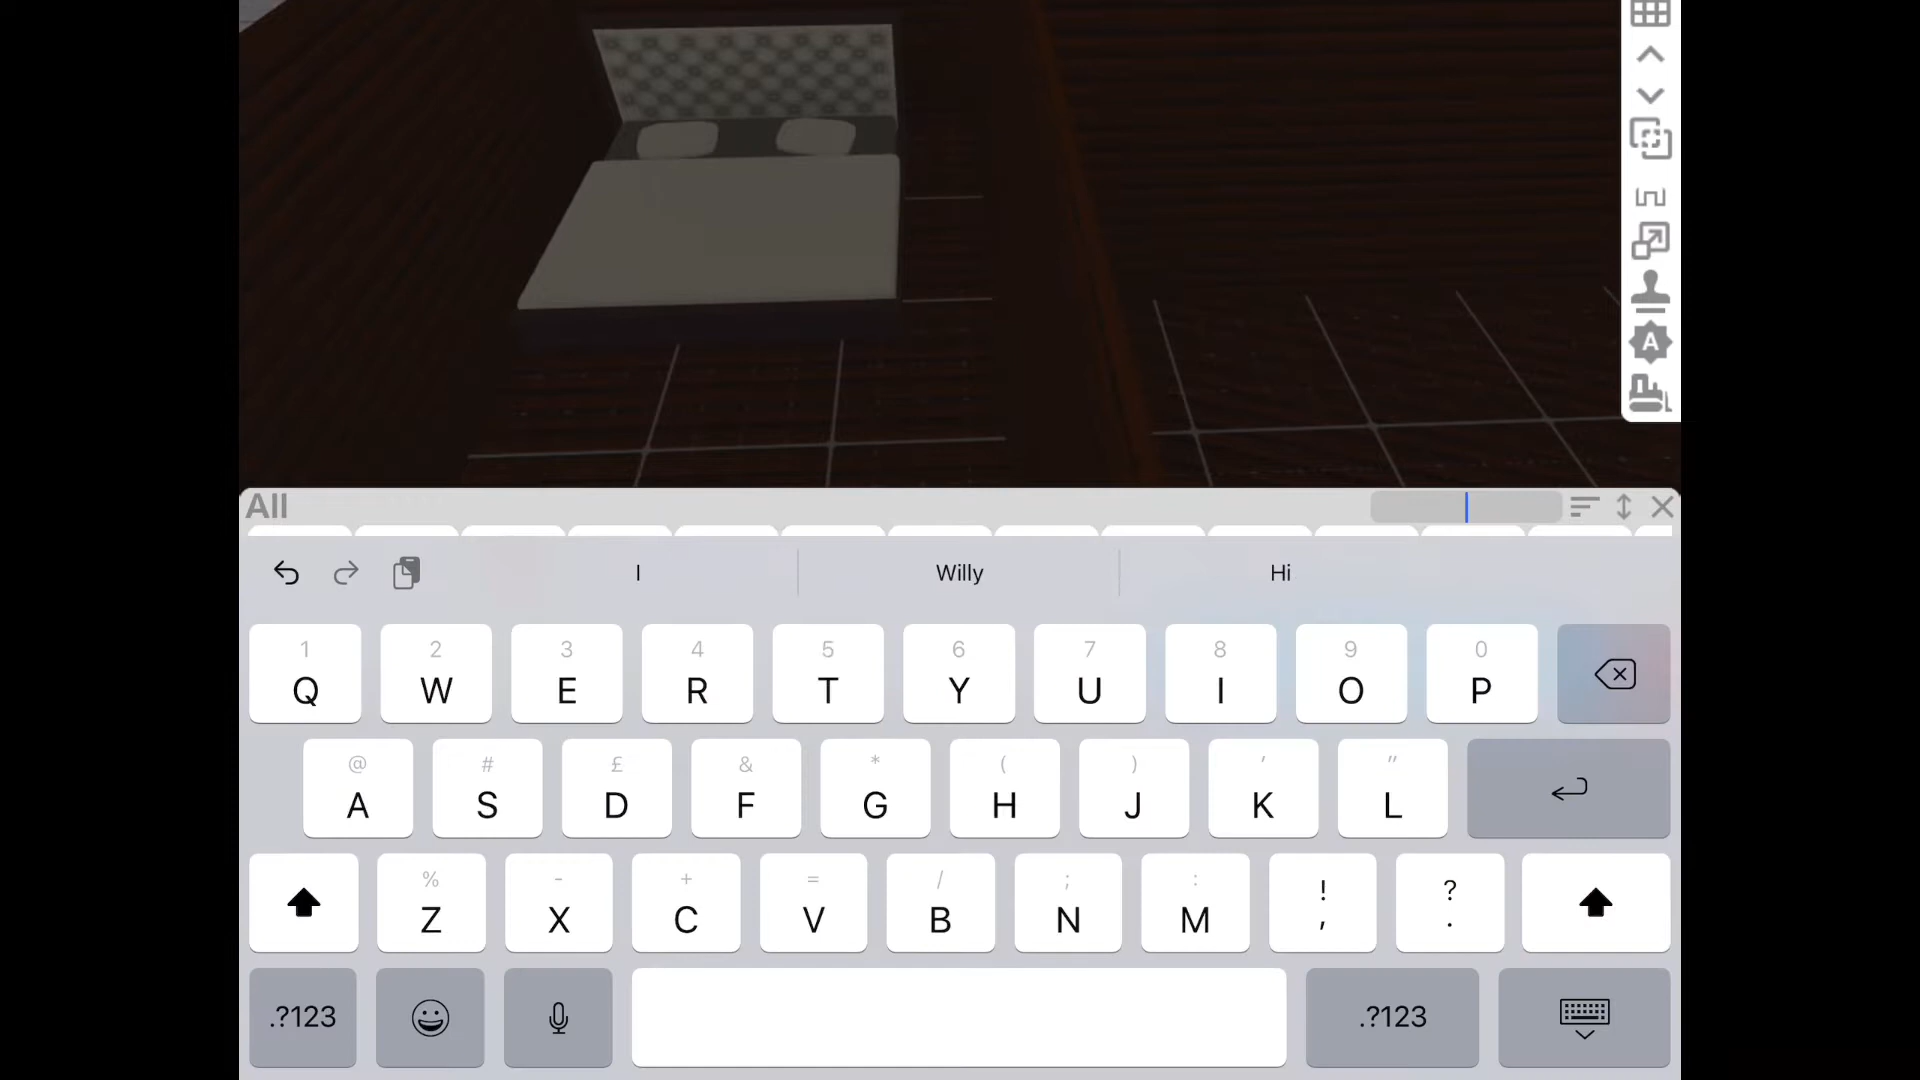 A
All
I Willy Hi
1 2 3 4 5 6 7 8 9 0
Q W E R T Y U I O P
@ # £ & * ( ) ' "
A S D F G H J K L
% - + = / ; : ! ?
Z X C V B N M , .
.?123 .?123